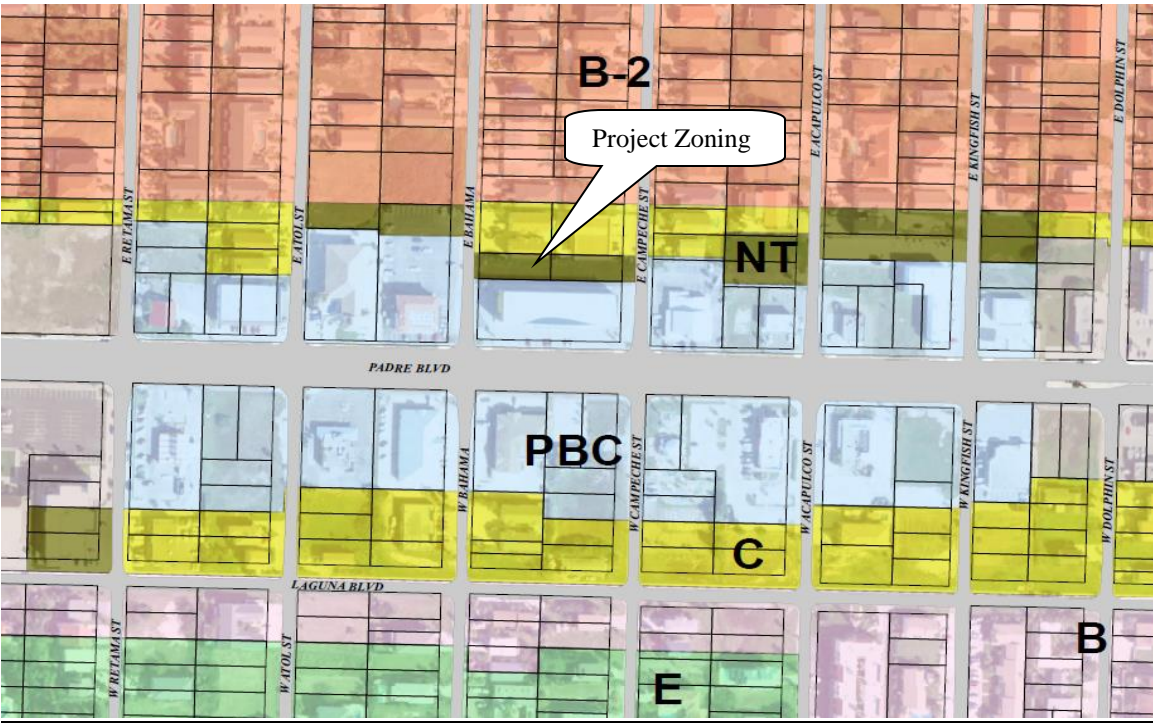 B-2
Project Zoning
E RETAMA ST
E ATOL ST
E BAHAMA
E CAMPECHE ST
E ACAPULCO ST
E KINGFISH ST
E DOLPHIN ST
NT
PADRE BLVD
PBC
W BAHAMA
W CAMPECHE ST
W ACAPULCO ST
W KINGFISH ST
W DOLPHIN ST
C
LAGUNA BLVD
W RETAMA ST
W ATOL ST
E
B